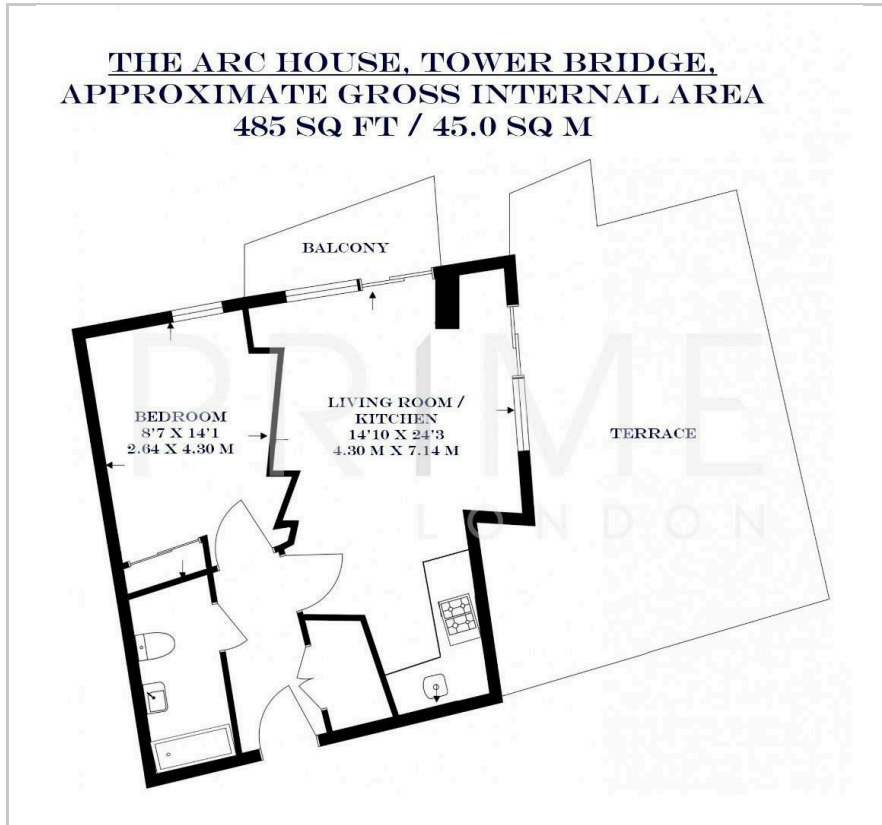 THE ARC HOUSE, TOWER BRIDGE,
APPROXIMATE GROSS INTERNAL AREA
485 SQ FT / 45.0 SQ M
BALCONY
BEDROOM
8'7 X 14'1
2.64 X 4.30 M
LIVING ROOM /
KITCHEN
14'10 X 24'3
4.30 M X 7.14 M
TERRACE
PRIME
LONDON